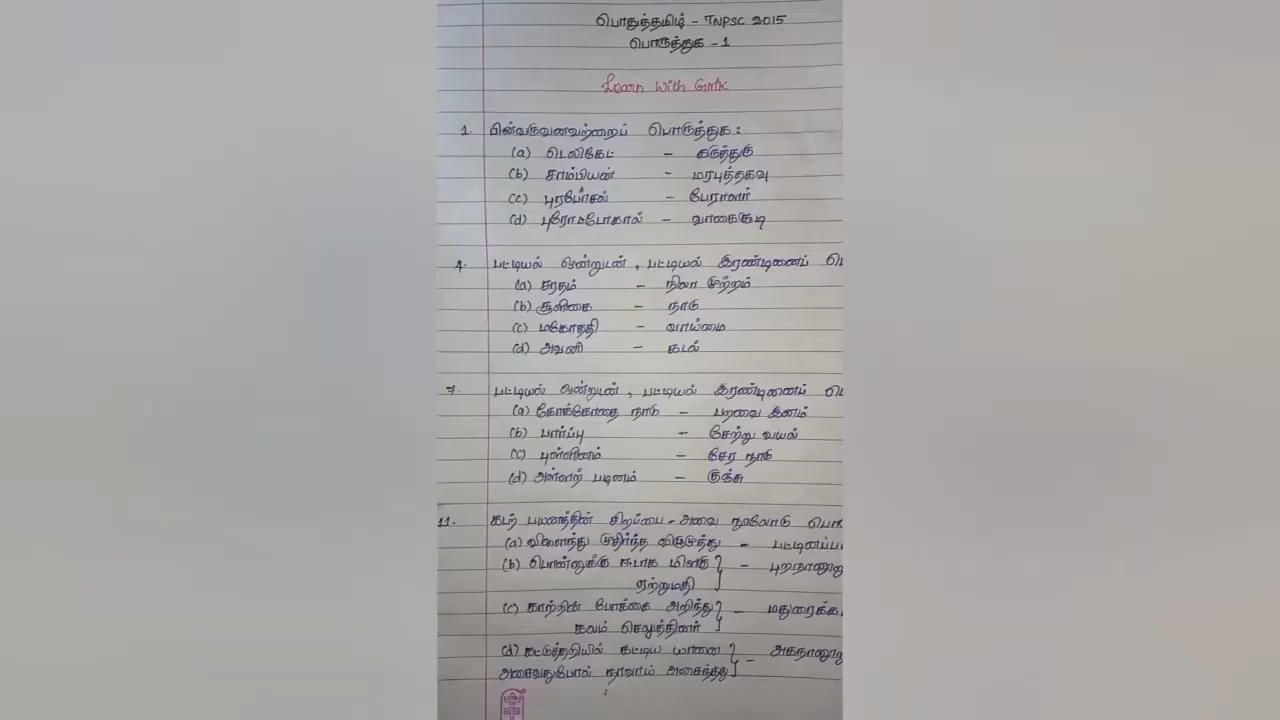 பொதுத்தமிழ் - TNPSC 2015
பொருத்துக - 1
Learn with Gmk
1. பின்வருவனவற்றைப் பொருத்துக :
(a) டெலிகேட் - கருத்துரு
(b) சாம்பியன் - மரபுத்தகவு
(c) புரபோசல் - பேராளர்
(d) புரோட்டோகால் - வாகைசூடி
4. பட்டியல் ஒன்றுடன் , பட்டியல் இரண்டினைப்
(a) சரதம் - நிலா முற்றம்
(b) சூளிகை - நாடு
(c) மகோததி - வாய்மை
(d) அவனி - கடல்
7. பட்டியல் ஒன்றுடன் , பட்டியல் இரண்டினைப்
(a) கோக்கோதை நாடு - பறவை இனம்
(b) பார்ப்பு - சேற்று வயல்
(c) புள்ளினம் - சேர நாடு
(d) அள்ளற் படினம் - குஞ்சு
11. கடற் பயணத்தின் சிறப்பை - அவை நூலோடு
(a) விளைந்து முதிர்ந்த விழுமுத்து - பட்டினப்பா
(b) பொன்னுக்கு ஈடாக மிளகு } - புறநானூறு
ஏற்றுமதி
(c) காற்றின் போக்கை அறிந்து } - மதுரைக்க
கலம் செலுத்தினர்
(d) கட்டுத்தறியில் கட்டிய யானை } - அகநானூறு
அசைவதுபோல் நாவாய் அசைந்தது